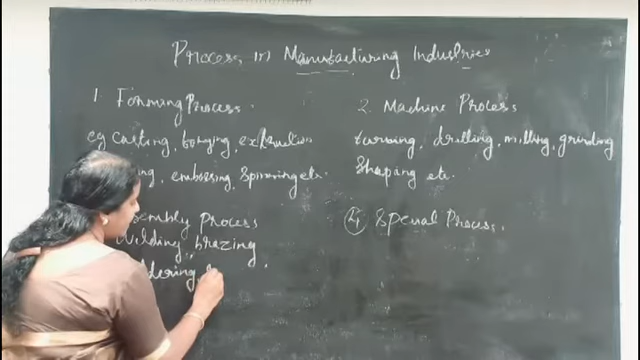 Process in Manufacturing Industries
1. Forming Process.
eg casting, forging, extrusion
ing, embossing, Spinning etc.
sembly Process
Welding, brazing
dering
2. Machine Process
turning, drilling, milling, grinding
Shaping etc.
4 Special Process.